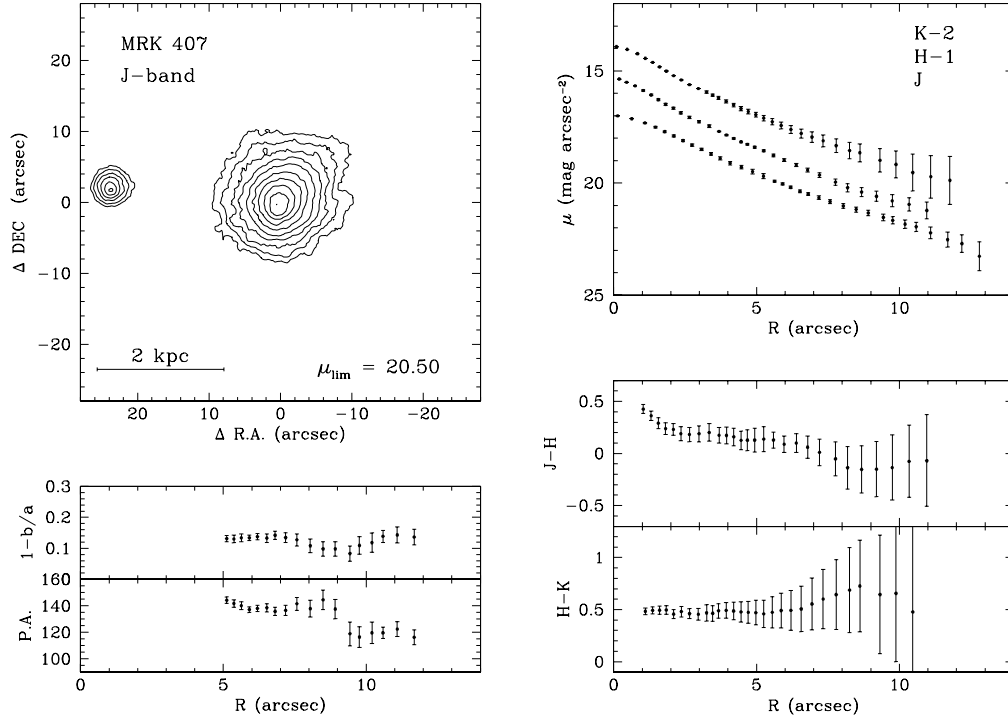 MRK 407
J-band
20
10
0
-10
-20
Δ DEC (arcsec)
2 kpc
μlim = 20.50
20 10 0 -10 -20
Δ R.A. (arcsec)
0.3
0.2
0.1
0
1-b/a
160
140
120
100
P.A.
0 5 10
R (arcsec)
K-2
H-1
J
15
20
25
μ (mag arcsec⁻²)
0 5 10
R (arcsec)
0.5
0
-0.5
J-H
1
0.5
0
H-K
0 5 10
R (arcsec)